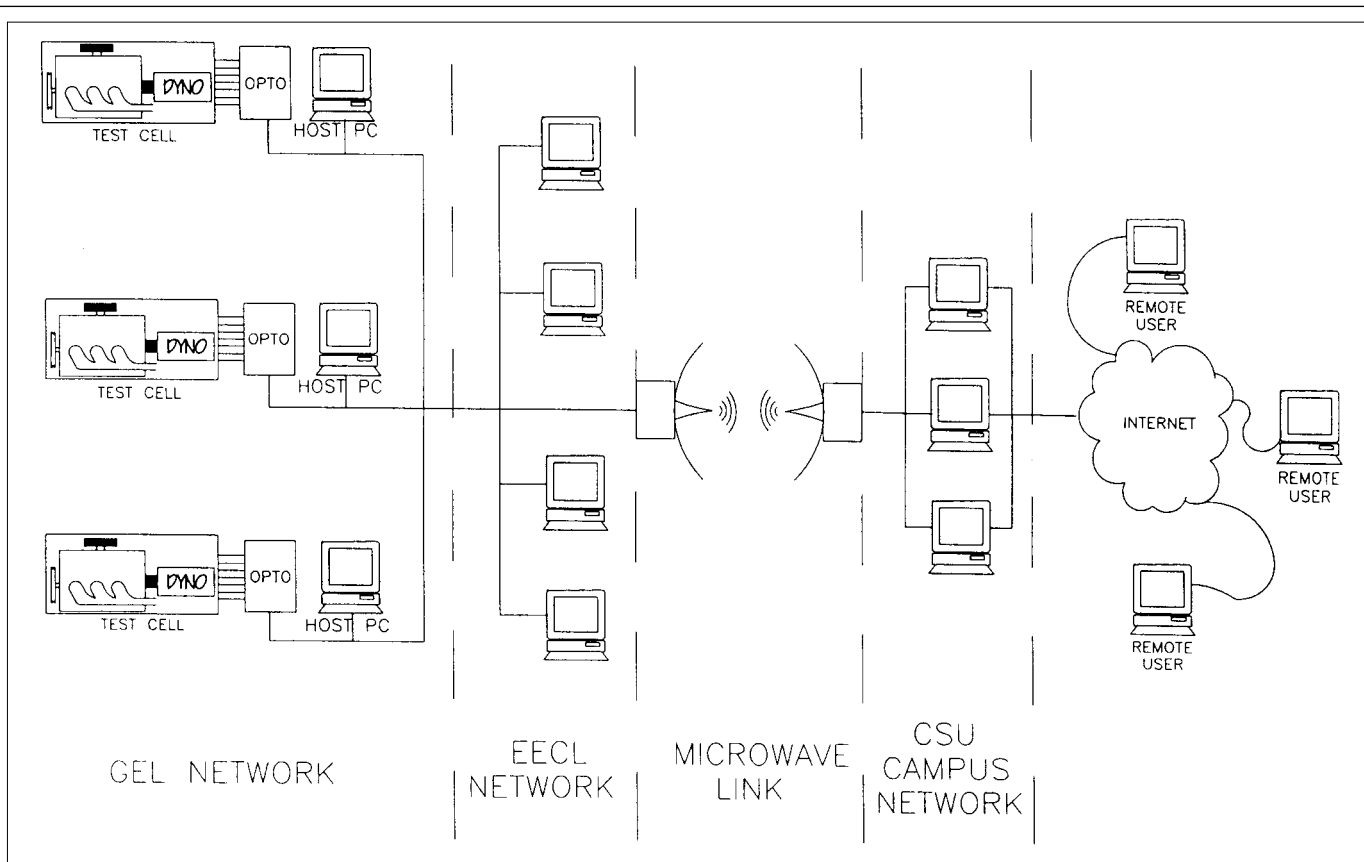 DYNO
OPTO
TEST CELL
HOST PC
DYNO
OPTO
TEST CELL
HOST PC
DYNO
OPTO
TEST CELL
HOST PC
REMOTE
USER
INTERNET
REMOTE
USER
REMOTE
USER
GEL NETWORK
EECL
NETWORK
MICROWAVE
LINK
CSU
CAMPUS
NETWORK